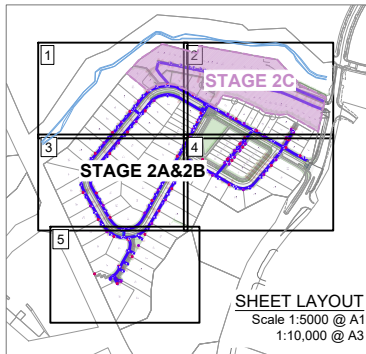 1
2
STAGE 2C
3
4
STAGE 2A&2B
5
SHEET LAYOUT
Scale 1:5000 @ A1
1:10,000 @ A3